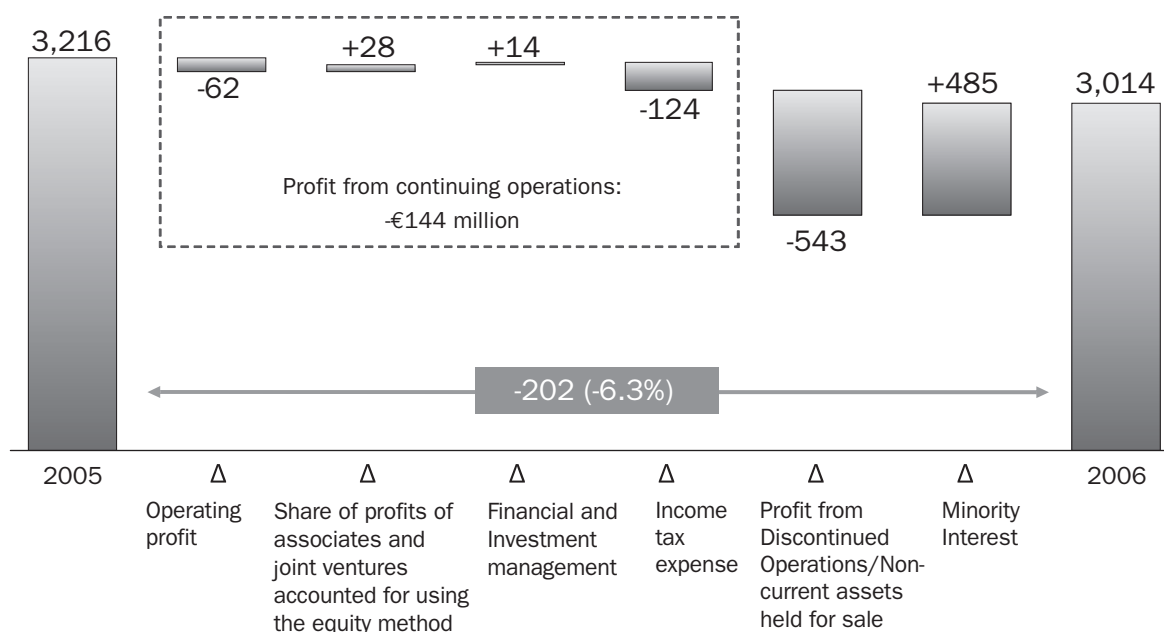 3,216
-62
+28
+14
-124
-543
+485
3,014
Profit from continuing operations:
-€144 million
-202 (-6.3%)
2005
Δ
Δ
Δ
Δ
Δ
Δ
2006
Operating
profit
Share of profits of
associates and
joint ventures
accounted for using
the equity method
Financial and
Investment
management
Income
tax
expense
Profit from
Discontinued
Operations/Non-
current assets
held for sale
Minority
Interest